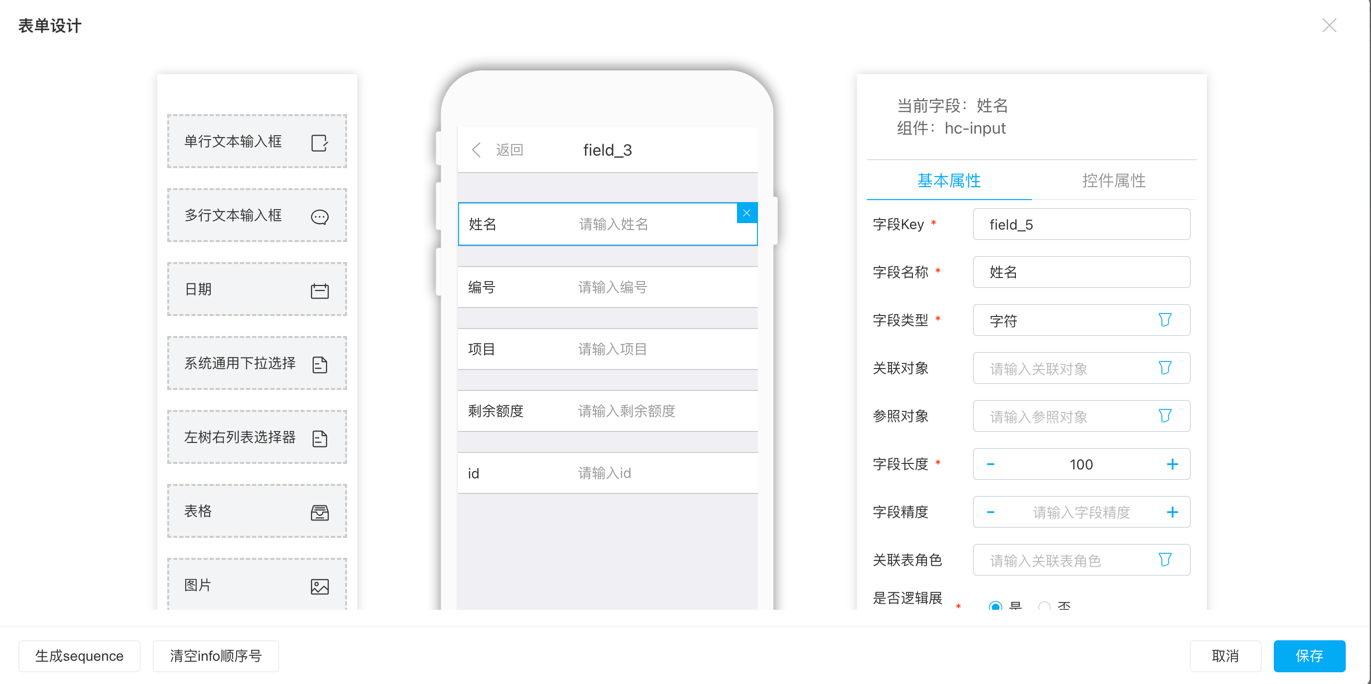 表单设计
单行文本输入框
多行文本输入框
日期
系统通用下拉选择
左树右列表选择器
表格
图片
返回
field_3
姓名
请输入姓名
编号
请输入编号
项目
请输入项目
剩余额度
请输入剩余额度
id
请输入id
当前字段：姓名
组件：hc-input
基本属性
控件属性
字段Key *
field_5
字段名称 *
姓名
字段类型 *
字符
关联对象
请输入关联对象
参照对象
请输入参照对象
字段长度 *
- 100 +
字段精度
- 请输入字段精度 +
关联表角色
请输入关联表角色
是否逻辑展 *
是 否
生成sequence
清空info顺序号
取消
保存